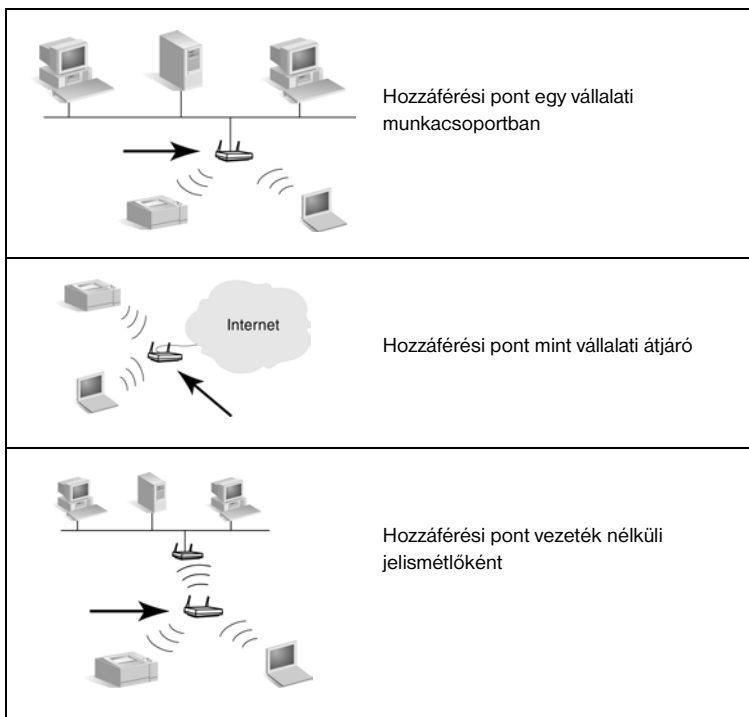 Hozzáférési pont egy vállalati
munkacsoportban
Internet
Hozzáférési pont mint vállalati átjáró
Hozzáférési pont vezeték nélküli
jelismétlőként